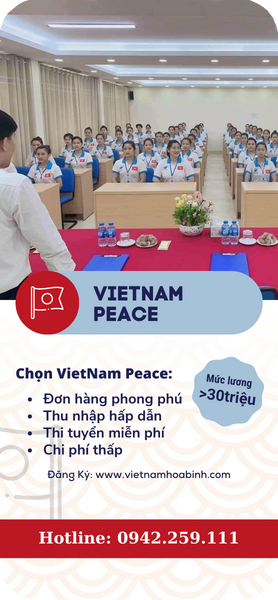 VIETNAM
PEACE
Chọn VietNam Peace:
Mức lương
>30triệu
• Đơn hàng phong phú
• Thu nhập hấp dẫn
• Thi tuyển miễn phí
• Chi phí thấp
Đăng Ký: www.vietnamhoabinh.com
Hotline: 0942.259.111